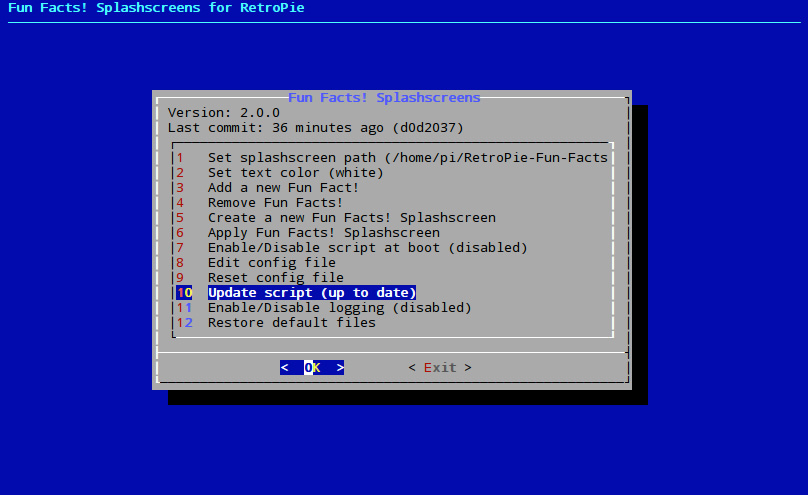 Fun Facts! Splashscreens for RetroPie
Fun Facts! Splashscreens
Version: 2.0.0
Last commit: 36 minutes ago (d0d2037)
1 Set splashscreen path (/home/pi/RetroPie-Fun-Facts
2 Set text color (white)
3 Add a new Fun Fact!
4 Remove Fun Facts!
5 Create a new Fun Facts! Splashscreen
6 Apply Fun Facts! Splashscreen
7 Enable/Disable script at boot (disabled)
8 Edit config file
9 Reset config file
10 Update script (up to date)
11 Enable/Disable logging (disabled)
12 Restore default files
< OK > < Exit >